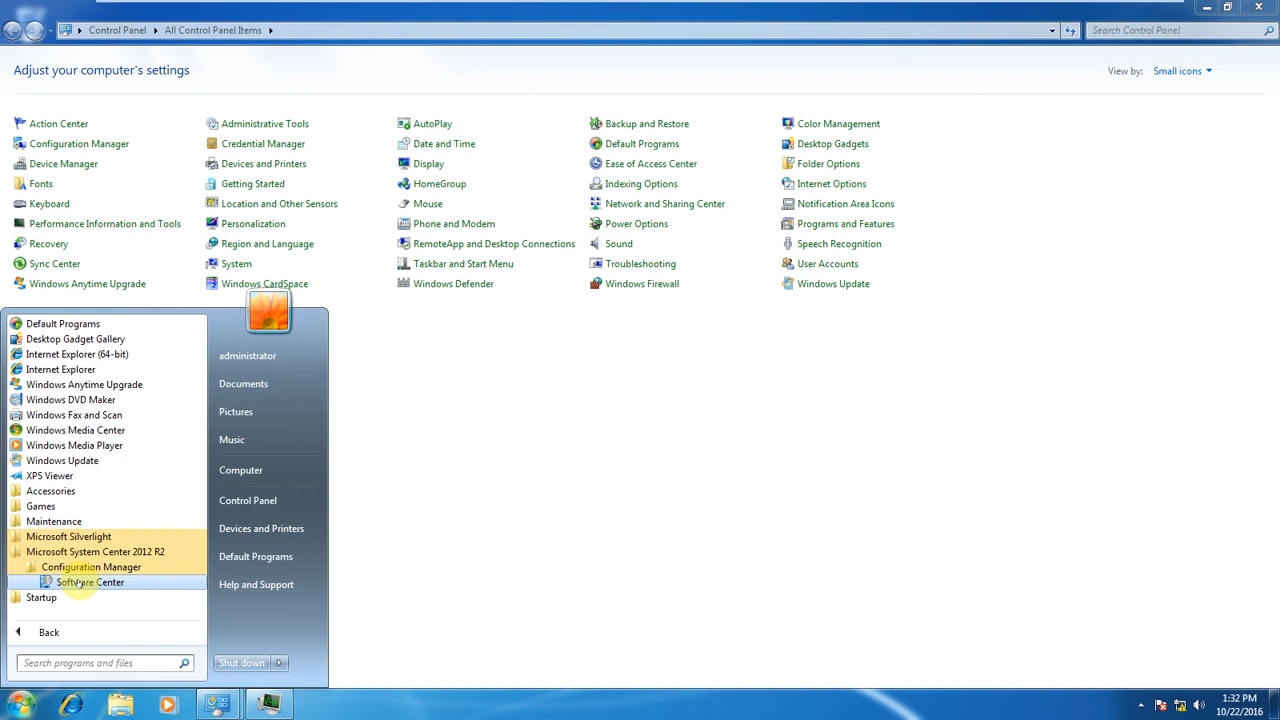 Control Panel All Control Panel Items Search Control Panel
Adjust your computer's settings View by: Small icons
Action Center Administrative Tools AutoPlay Backup and Restore Color Management
Configuration Manager Credential Manager Date and Time Default Programs Desktop Gadgets
Device Manager Devices and Printers Display Ease of Access Center Folder Options
Fonts Getting Started HomeGroup Indexing Options Internet Options
Keyboard Location and Other Sensors Mouse Network and Sharing Center Notification Area Icons
Performance Information and Tools Personalization Phone and Modem Power Options Programs and Features
Recovery Region and Language RemoteApp and Desktop Connections Sound Speech Recognition
Sync Center System Taskbar and Start Menu Troubleshooting User Accounts
Windows Anytime Upgrade Windows CardSpace Windows Defender Windows Firewall Windows Update
Default Programs
Desktop Gadget Gallery
Internet Explorer (64-bit)
Internet Explorer
Windows Anytime Upgrade
Windows DVD Maker
Windows Fax and Scan
Windows Media Center
Windows Media Player
Windows Update
XPS Viewer
Accessories
Games
Maintenance
Microsoft Silverlight
Microsoft System Center 2012 R2
Configuration Manager
Software Center
Startup
Back
Search programs and files
administrator
Documents
Pictures
Music
Computer
Control Panel
Devices and Printers
Default Programs
Help and Support
Shut down
1:32 PM
10/22/2016